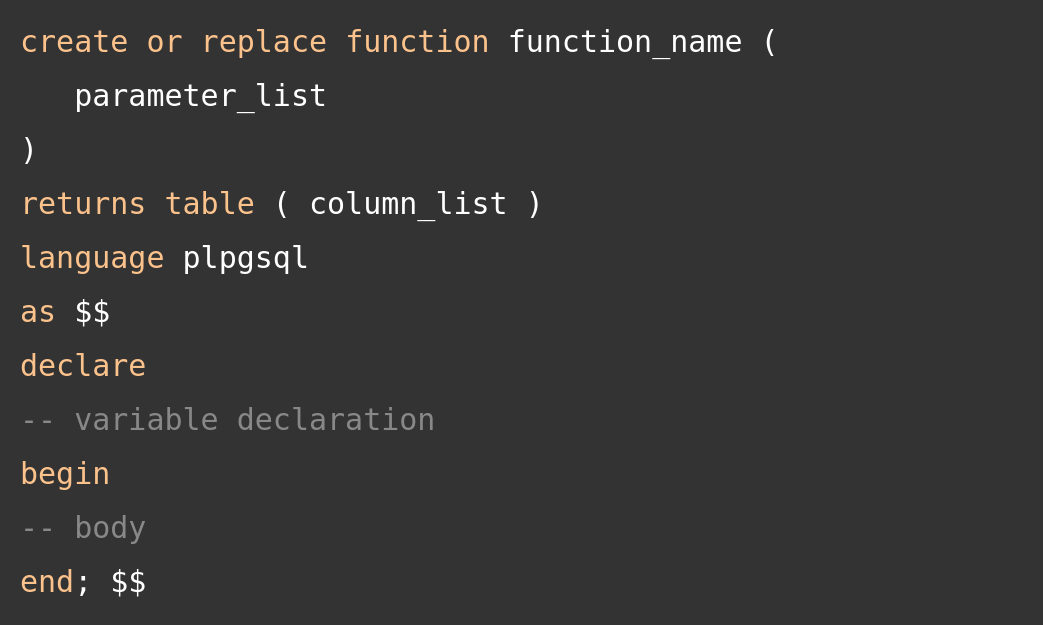 create or replace function function_name (
   parameter_list
)
returns table ( column_list )
language plpgsql
as $$
declare
-- variable declaration
begin
-- body
end; $$